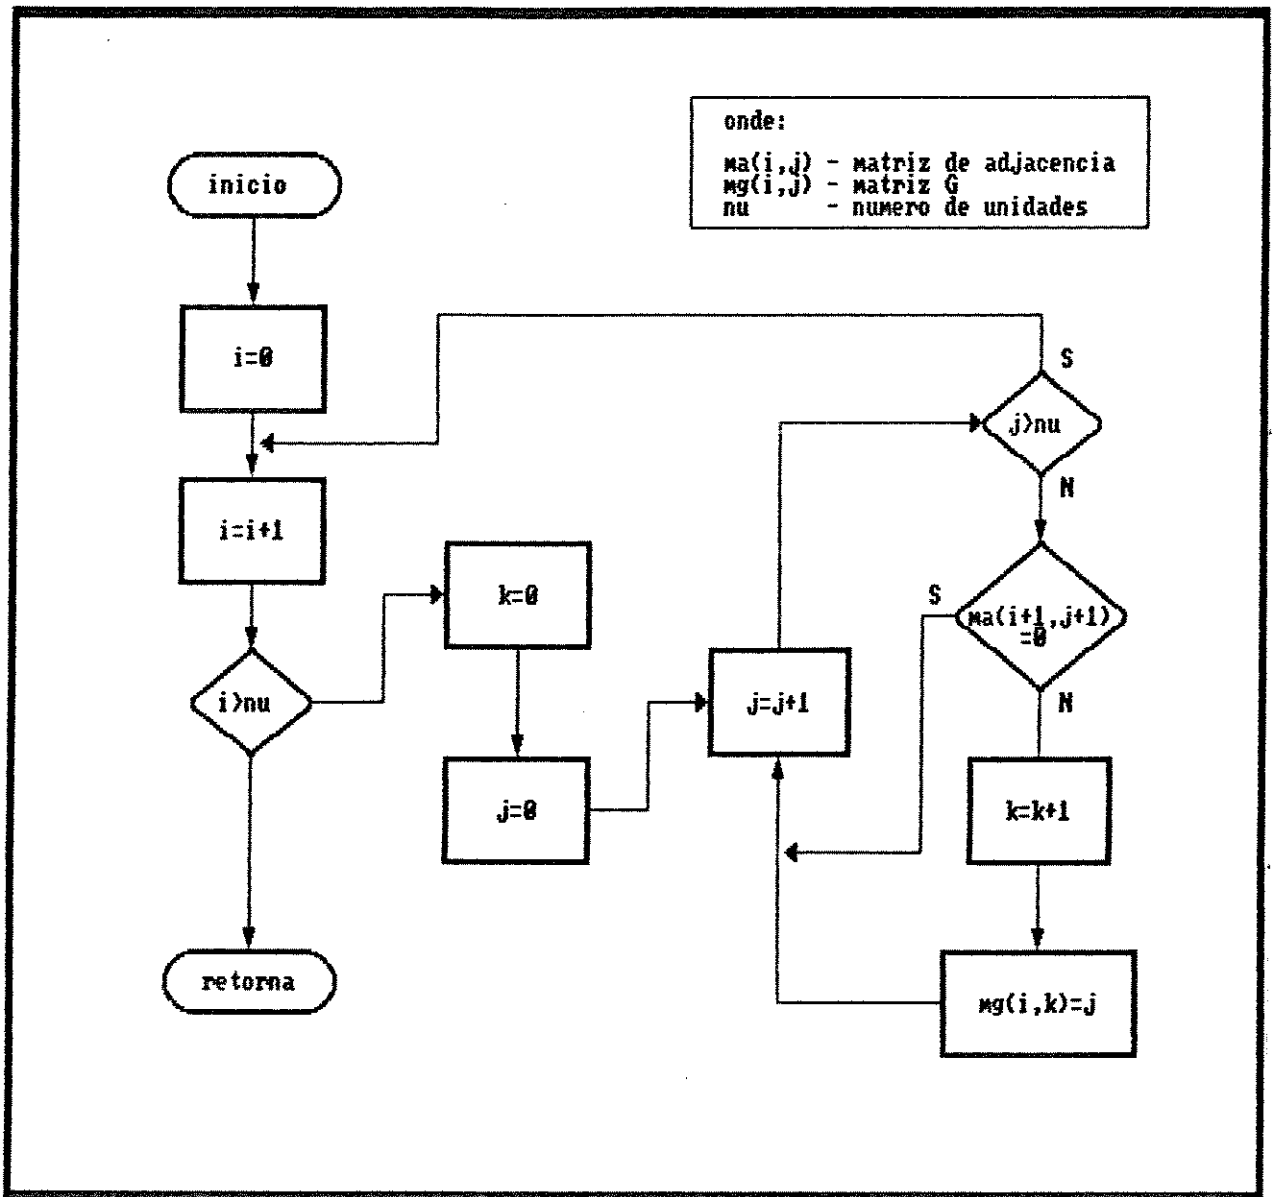 onde:
ma(i,j) - matriz de adjacencia
mg(i,j) - matriz G
nu - numero de unidades
inicio
i=0
i=i+1
i>nu
retorna
k=0
j=0
j=j+1
S
j>nu
N
S
ma(i+1,j+1)
=0
N
k=k+1
mg(i,k)=j